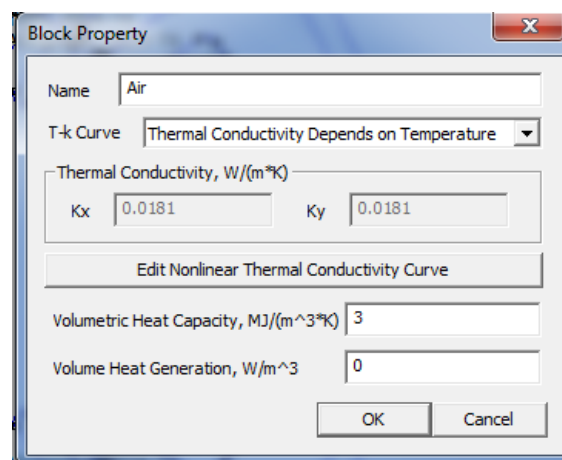 Block Property
x
Name Air
T-k Curve Thermal Conductivity Depends on Temperature
Thermal Conductivity, W/(m*K)
Kx 0.0181 Ky 0.0181
Edit Nonlinear Thermal Conductivity Curve
Volumetric Heat Capacity, MJ/(m^3*K) 3
Volume Heat Generation, W/m^3 0
OK Cancel